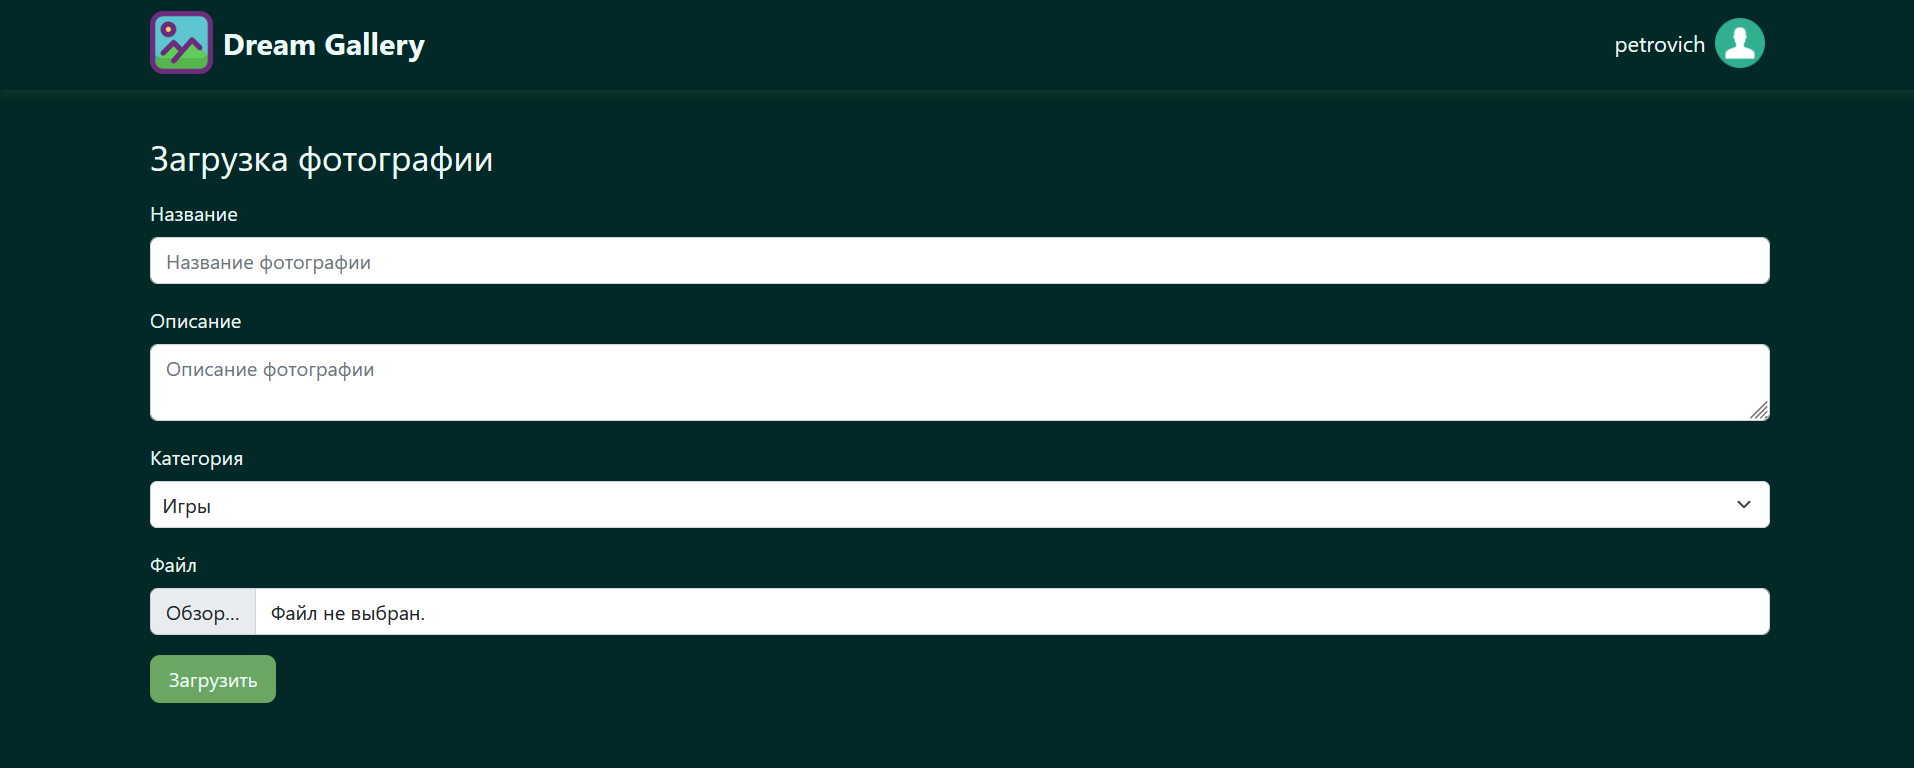 Dream Gallery
petrovich
Загрузка фотографии
Название
Название фотографии
Описание
Описание фотографии
Категория
Игры
Файл
Обзор...
Файл не выбран.
Загрузить